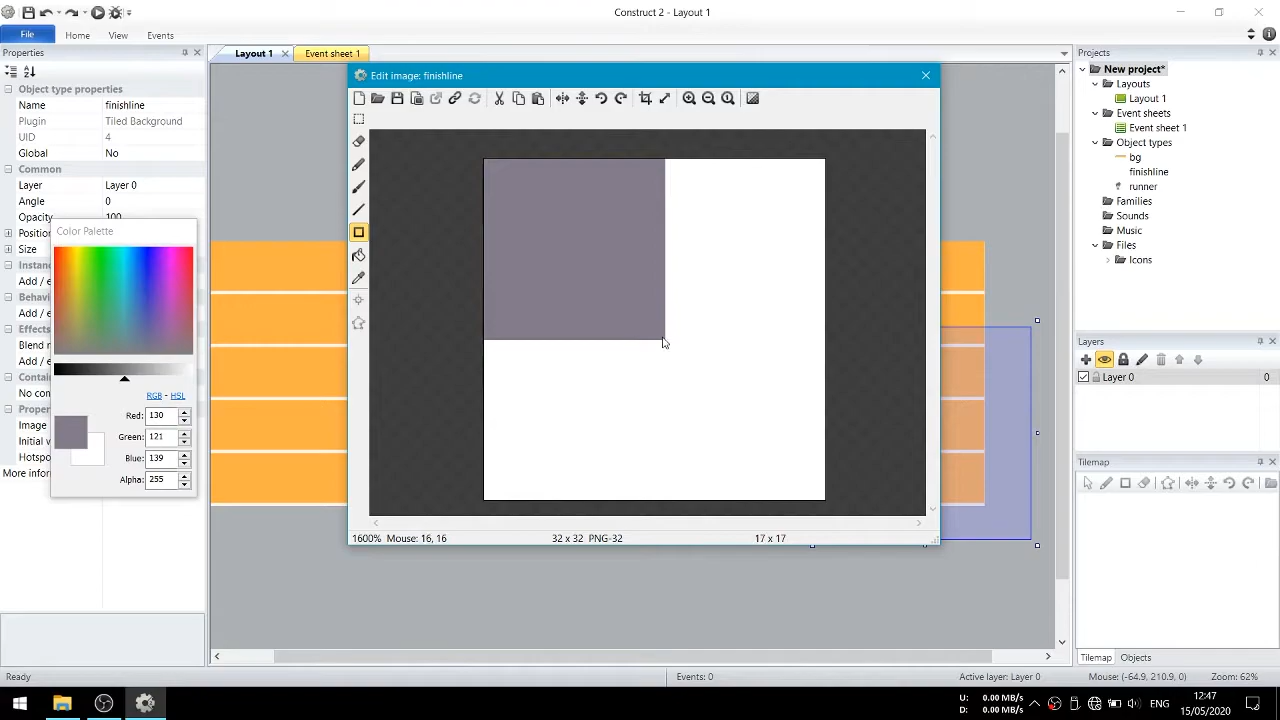 Construct 2 - Layout 1
File
Home
View
Events
Properties
Layout 1
Event sheet 1
Projects
Object type properties
Name
finishline
Plugin
Tiled Background
UID
4
Global
No
Common
Layer
Layer 0
Angle
0
Opacity
100
Color Palette
RGB - HSL
Red: 130
Green: 121
Blue: 139
Alpha: 255
More
Edit image: finishline
1600% Mouse: 16, 16
32 x 32 PNG-32
17 x 17
New project*
Layouts
Layout 1
Event sheets
Event sheet 1
Object types
bg
finishline
runner
Families
Sounds
Music
Files
Icons
Layers
Layer 0
0
Tilemap
Tilemap
Objects
Ready
Events: 0
Active layer: Layer 0
Mouse: (-64.9, 210.9, 0)
Zoom: 62%
U: 0.00 MB/s
D: 0.00 MB/s
ENG
12:47
15/05/2020